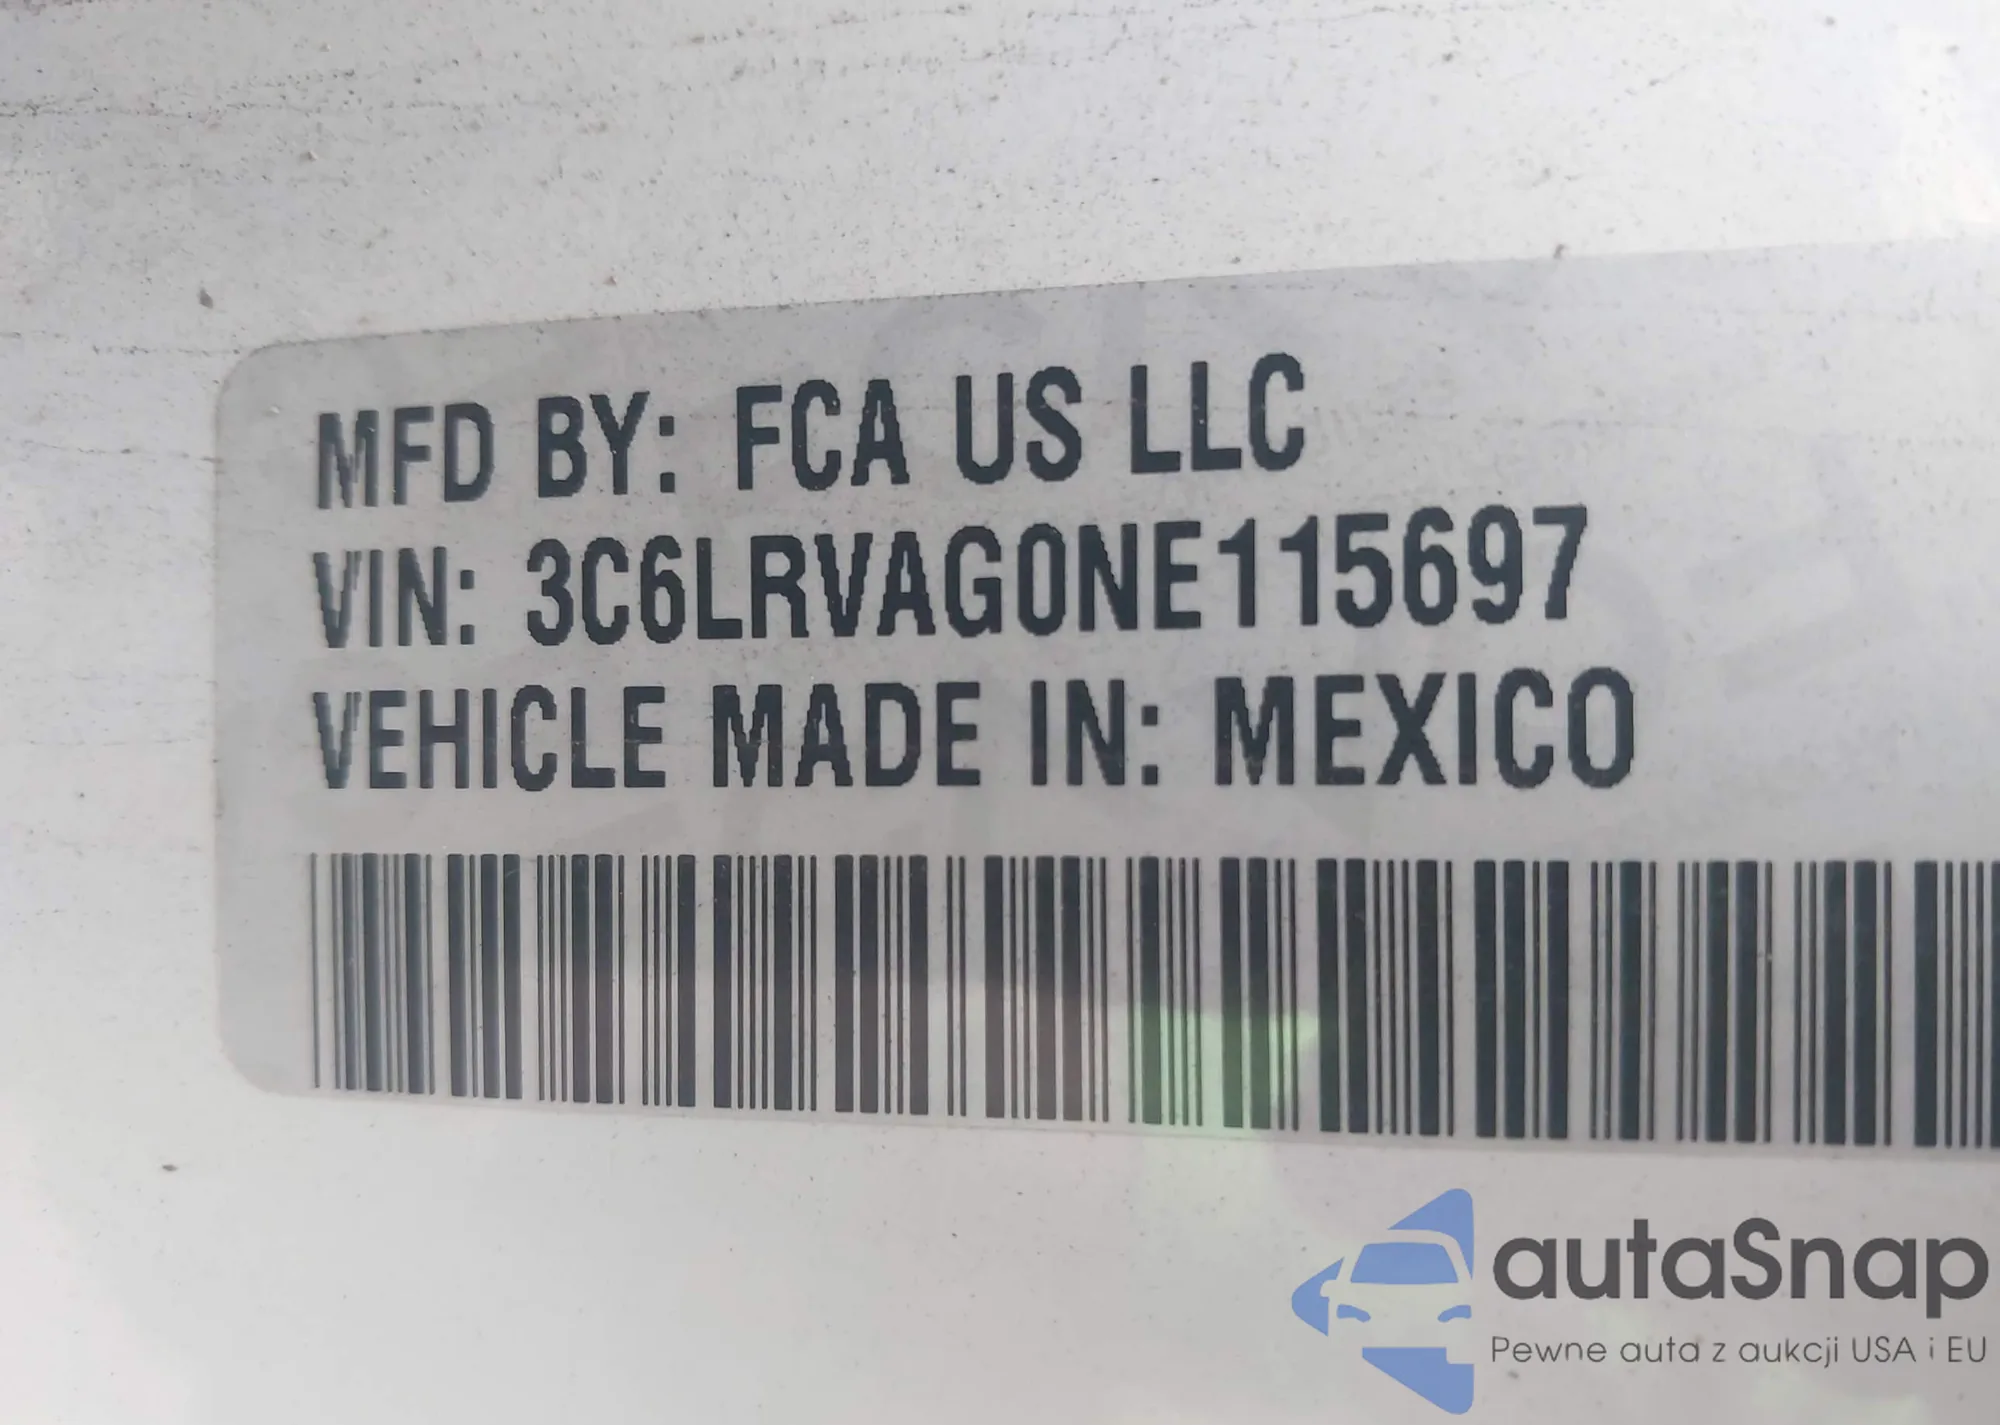 MFD BY: FCA US LLC
VIN: 3C6LRVAG0NE115697
VEHICLE MADE IN: MEXICO
autaSnap
Pewne auta z aukcji USA i EU